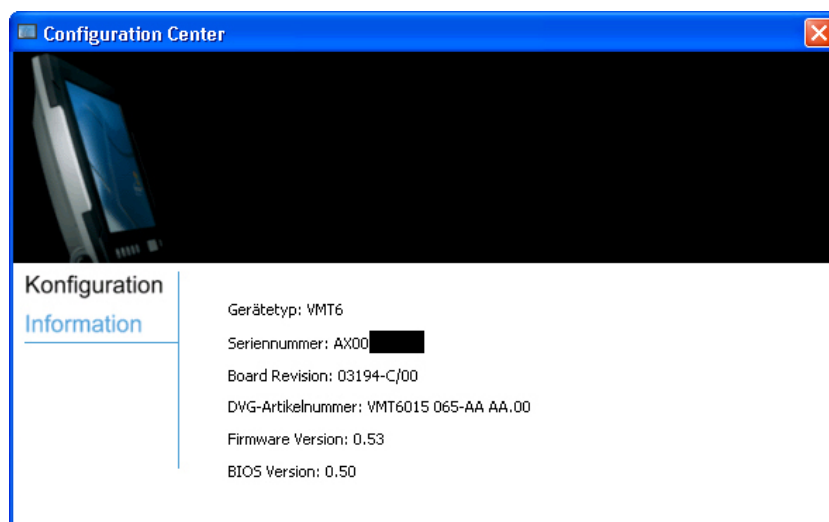 Configuration Center
Konfiguration
Information
Gerätetyp: VMT6
Seriennummer: AX00
Board Revision: 03194-C/00
DVG-Artikelnummer: VMT6015 065-AA AA.00
Firmware Version: 0.53
BIOS Version: 0.50